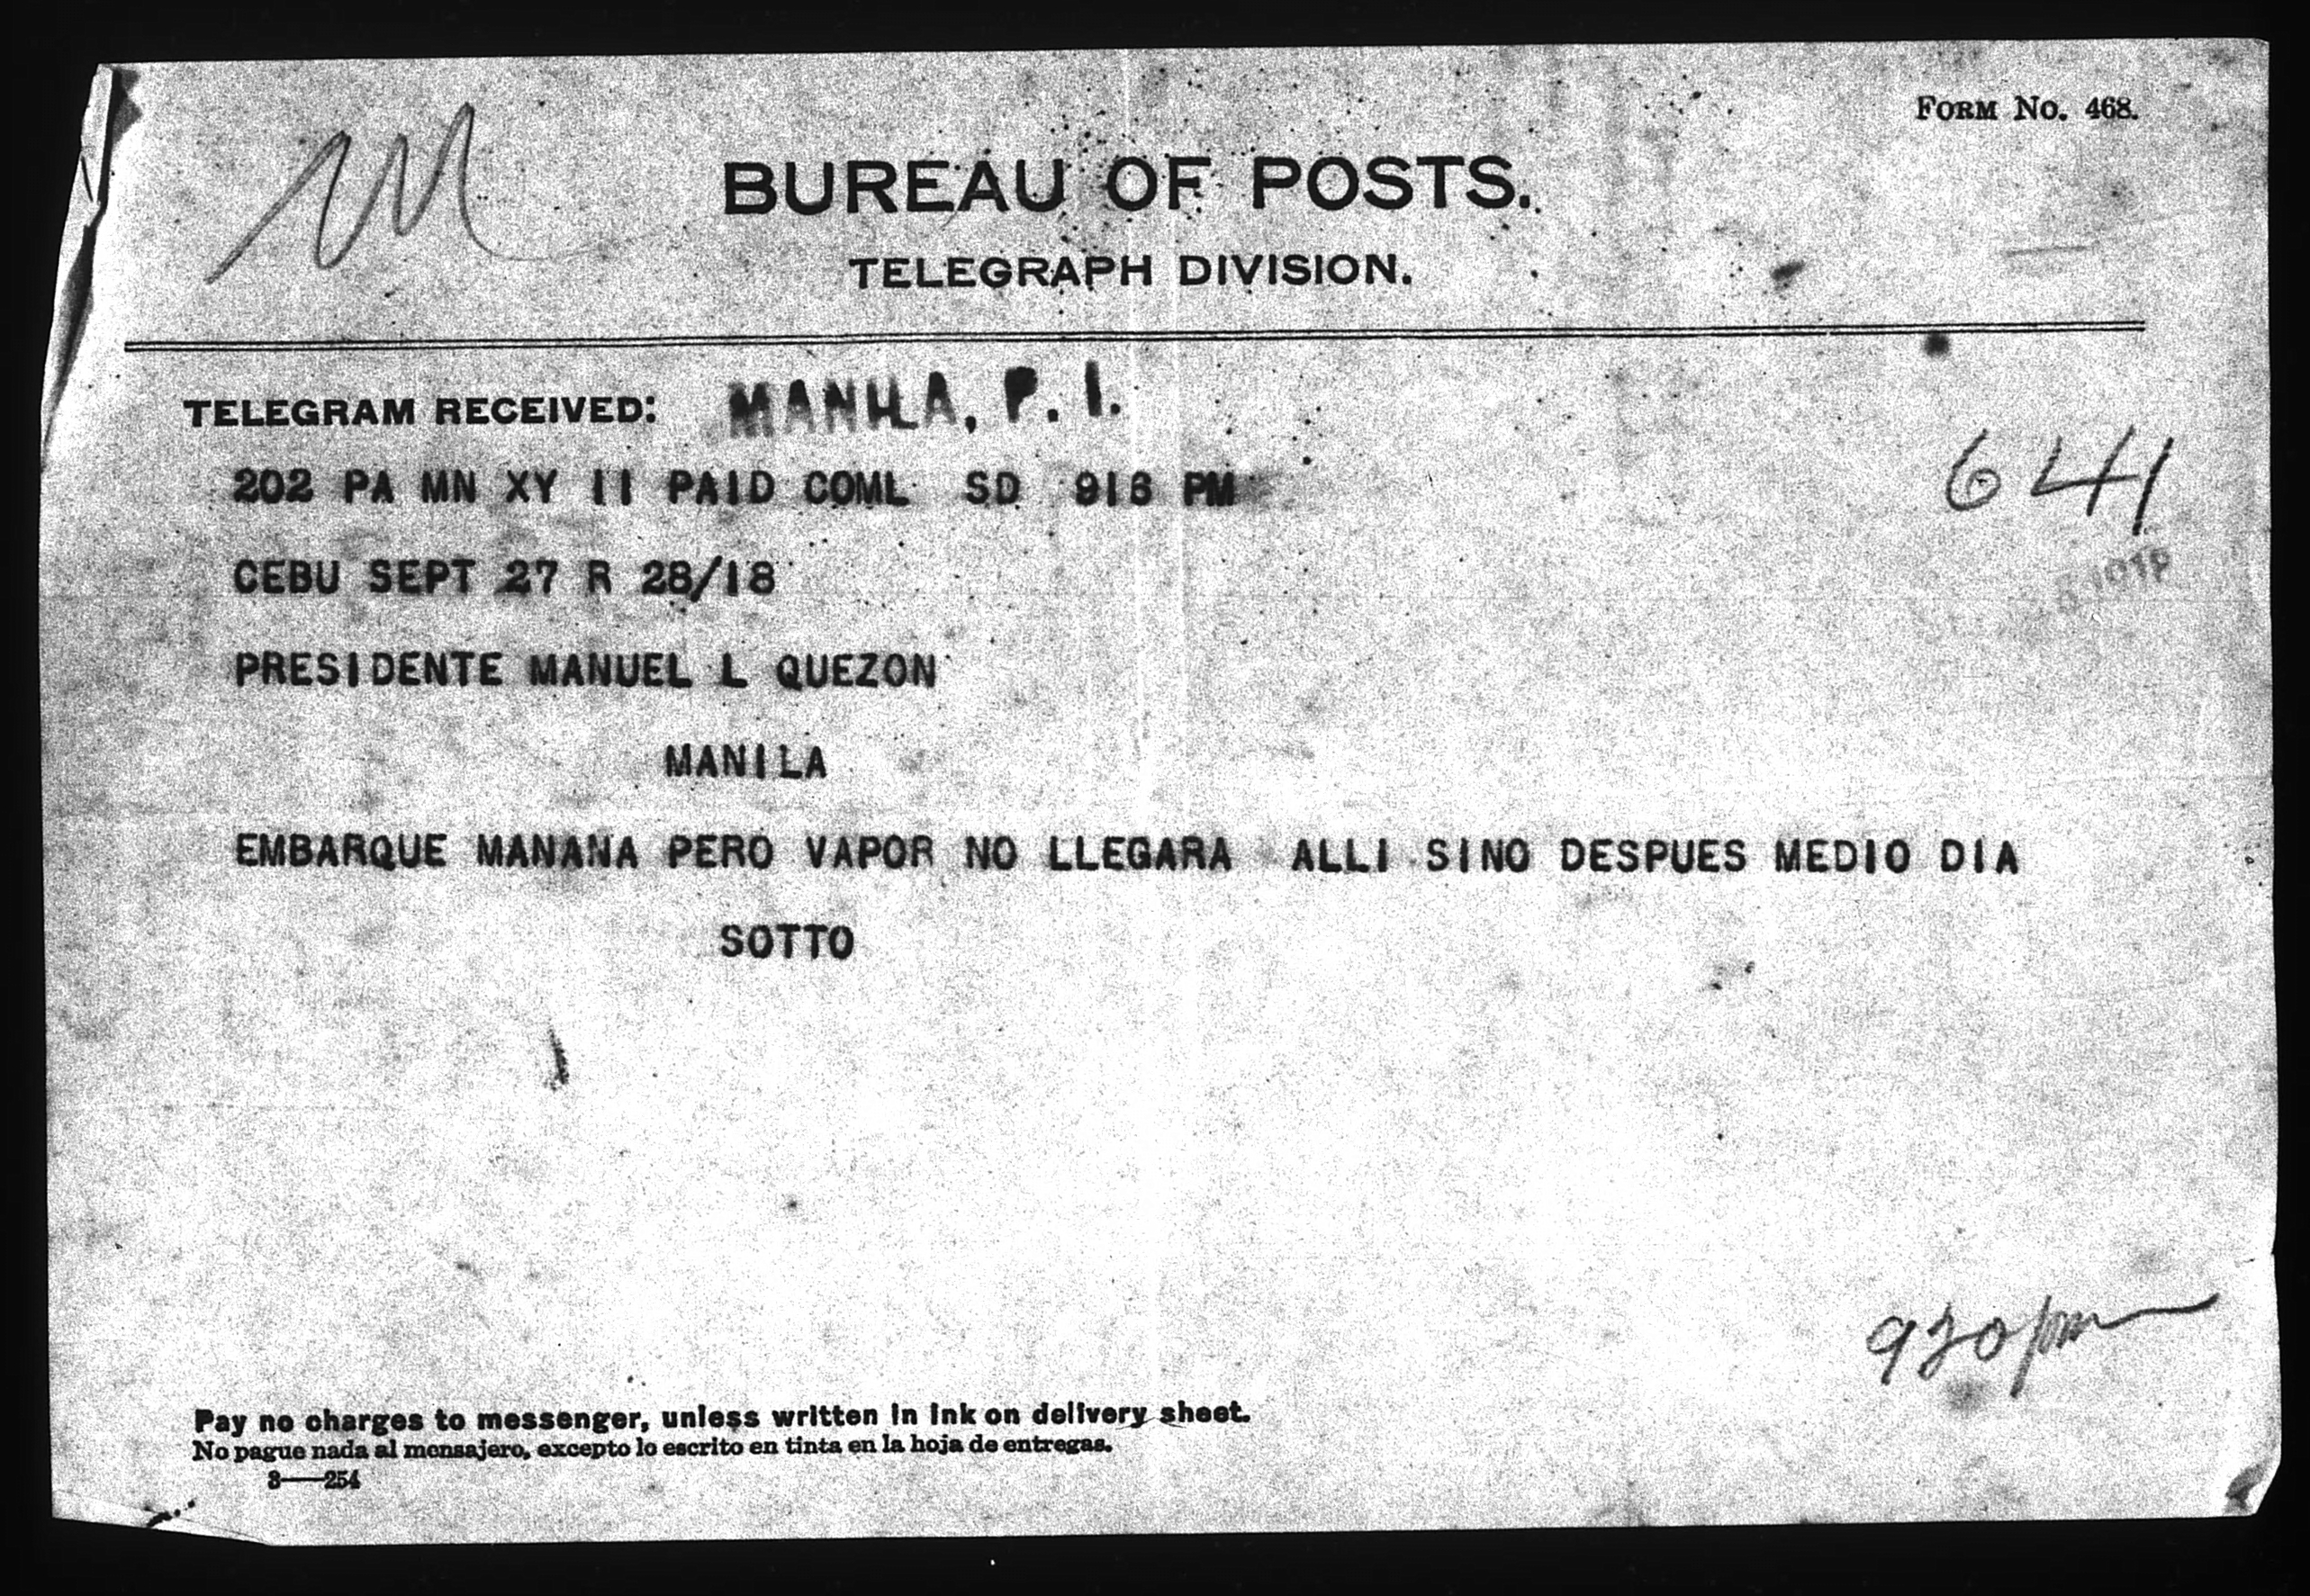 FORM No. 468.
BUREAU OF POSTS.
TELEGRAPH DIVISION.
TELEGRAM RECEIVED: MANILA, P. I.
202 PA MN XY 11 PAID COML SD 916 PM
641
CEBU SEPT 27 R 28/18
PRESIDENTE MANUEL L QUEZON
MANILA
EMBARQUE MANANA PERO VAPOR NO LLEGARA ALLI SINO DESPUES MEDIO DIA
SOTTO
930 pm
Pay no charges to messenger, unless written in ink on delivery sheet.
No pague nada al mensajero, excepto lo escrito en tinta en la hoja de entregas.
3—254